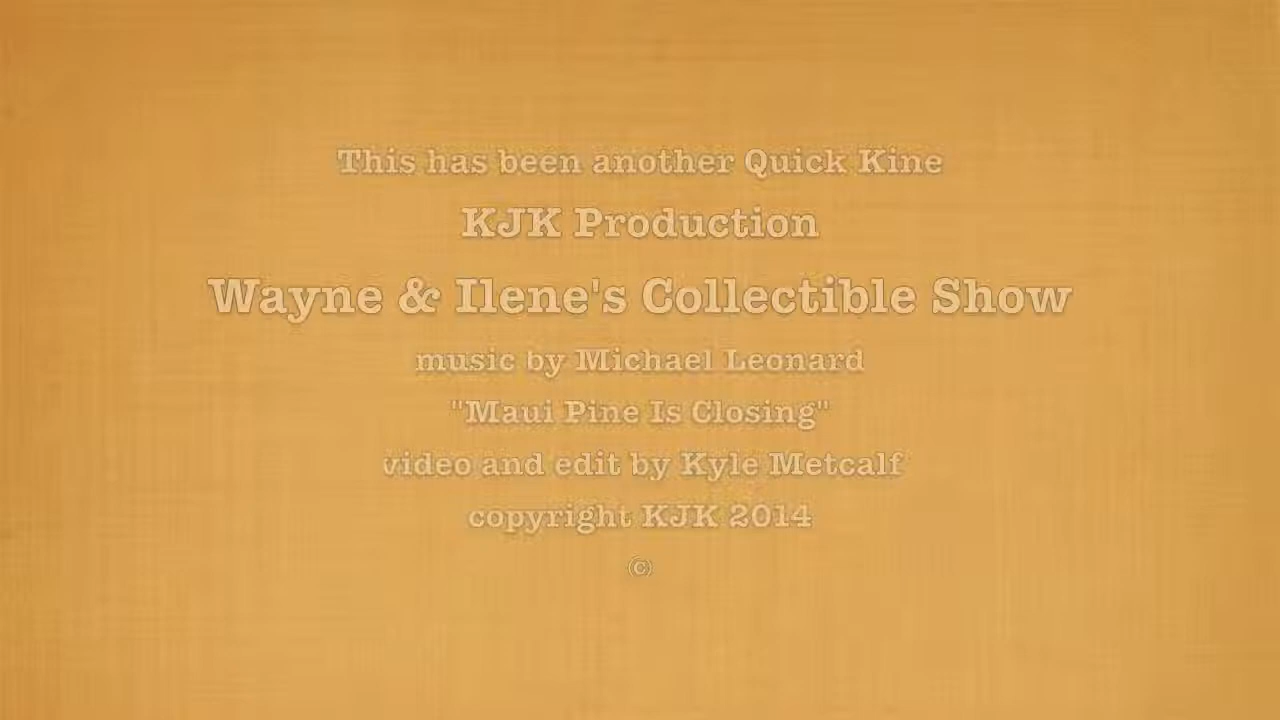 This has been another Quick Kine
KJK Production
Wayne & Ilene's Collectible Show
music by Michael Leonard
"Maui Pine Is Closing"
video and edit by Kyle Metcalf
copyright KJK 2014
©